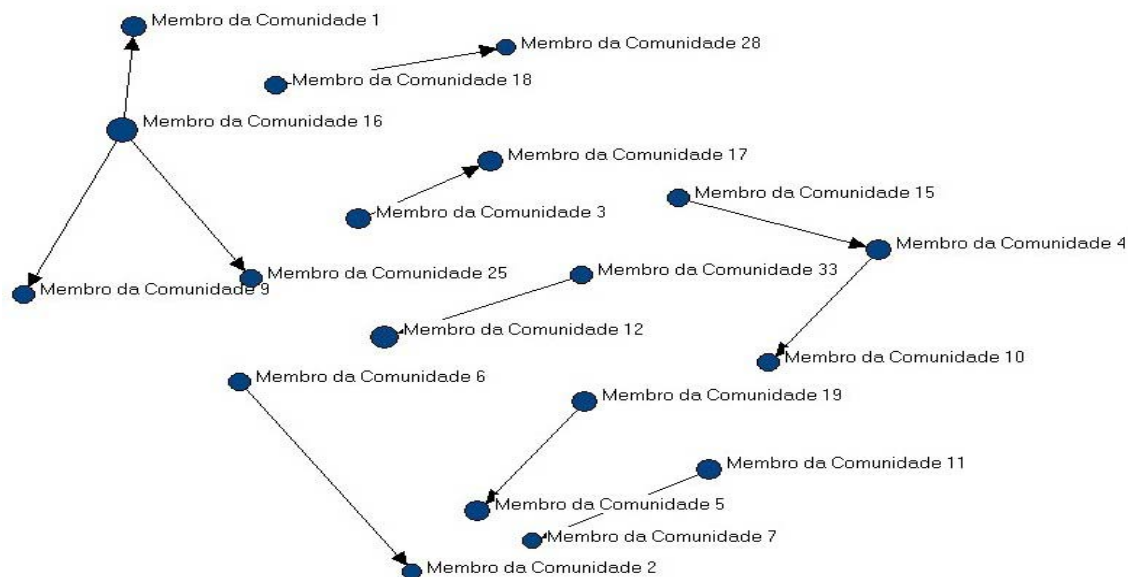 Membro da Comunidade 1
Membro da Comunidade 28
Membro da Comunidade 18
Membro da Comunidade 16
Membro da Comunidade 17
Membro da Comunidade 15
Membro da Comunidade 3
Membro da Comunidade 4
Membro da Comunidade 33
Membro da Comunidade 25
Membro da Comunidade 9
Membro da Comunidade 12
Membro da Comunidade 10
Membro da Comunidade 6
Membro da Comunidade 19
Membro da Comunidade 11
Membro da Comunidade 5
Membro da Comunidade 7
Membro da Comunidade 2